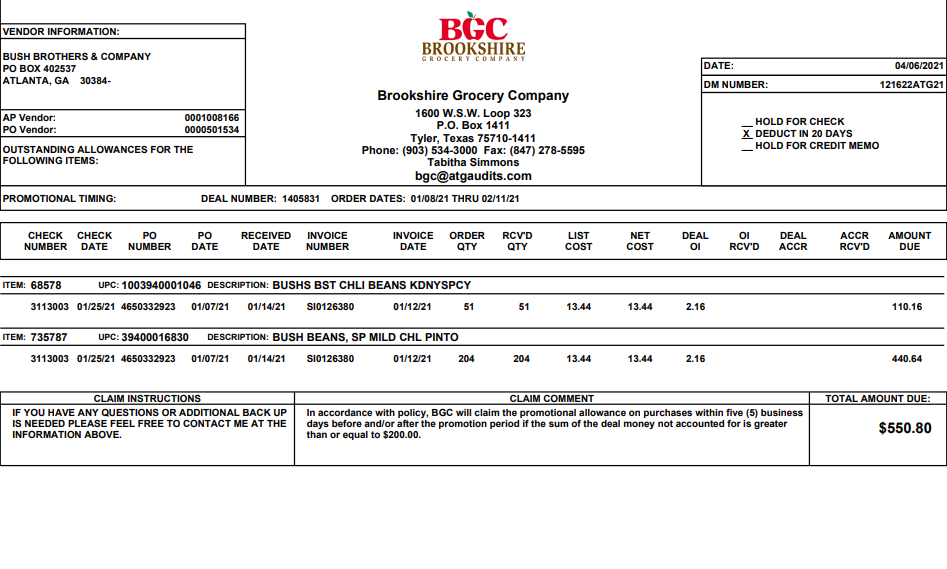 VENDOR INFORMATION:
BUSH BROTHERS & COMPANY
PO BOX 402537
ATLANTA, GA 30384-
AP Vendor: 0001008166
PO Vendor: 0000501534
OUTSTANDING ALLOWANCES FOR THE
FOLLOWING ITEMS:
BGC
BROOKSHIRE
GROCERY COMPANY
Brookshire Grocery Company
1600 W.S.W. Loop 323
P.O. Box 1411
Tyler, Texas 75710-1411
Phone: (903) 534-3000 Fax: (847) 278-5595
Tabitha Simmons
bgc@atgaudits.com
DATE: 04/06/2021
DM NUMBER: 121622ATG21
__ HOLD FOR CHECK
X DEDUCT IN 20 DAYS
__ HOLD FOR CREDIT MEMO
PROMOTIONAL TIMING: DEAL NUMBER: 1405831 ORDER DATES: 01/08/21 THRU 02/11/21
CHECK CHECK PO PO RECEIVED INVOICE INVOICE ORDER RCV'D LIST NET DEAL OI DEAL ACCR AMOUNT
NUMBER DATE NUMBER DATE DATE NUMBER DATE QTY QTY COST COST OI RCV'D ACCR RCV'D DUE
ITEM: 68578 UPC: 1003940001046 DESCRIPTION: BUSHS BST CHLI BEANS KDNYSPCY
3113003 01/25/21 4650332923 01/07/21 01/14/21 SI0126380 01/12/21 51 51 13.44 13.44 2.16 110.16
ITEM: 735787 UPC: 39400016830 DESCRIPTION: BUSH BEANS, SP MILD CHL PINTO
3113003 01/25/21 4650332923 01/07/21 01/14/21 SI0126380 01/12/21 204 204 13.44 13.44 2.16 440.64
CLAIM INSTRUCTIONS
IF YOU HAVE ANY QUESTIONS OR ADDITIONAL BACK UP
IS NEEDED PLEASE FEEL FREE TO CONTACT ME AT THE
INFORMATION ABOVE.
CLAIM COMMENT
In accordance with policy, BGC will claim the promotional allowance on purchases within five (5) business
days before and/or after the promotion period if the sum of the deal money not accounted for is greater
than or equal to $200.00.
TOTAL AMOUNT DUE:
$550.80